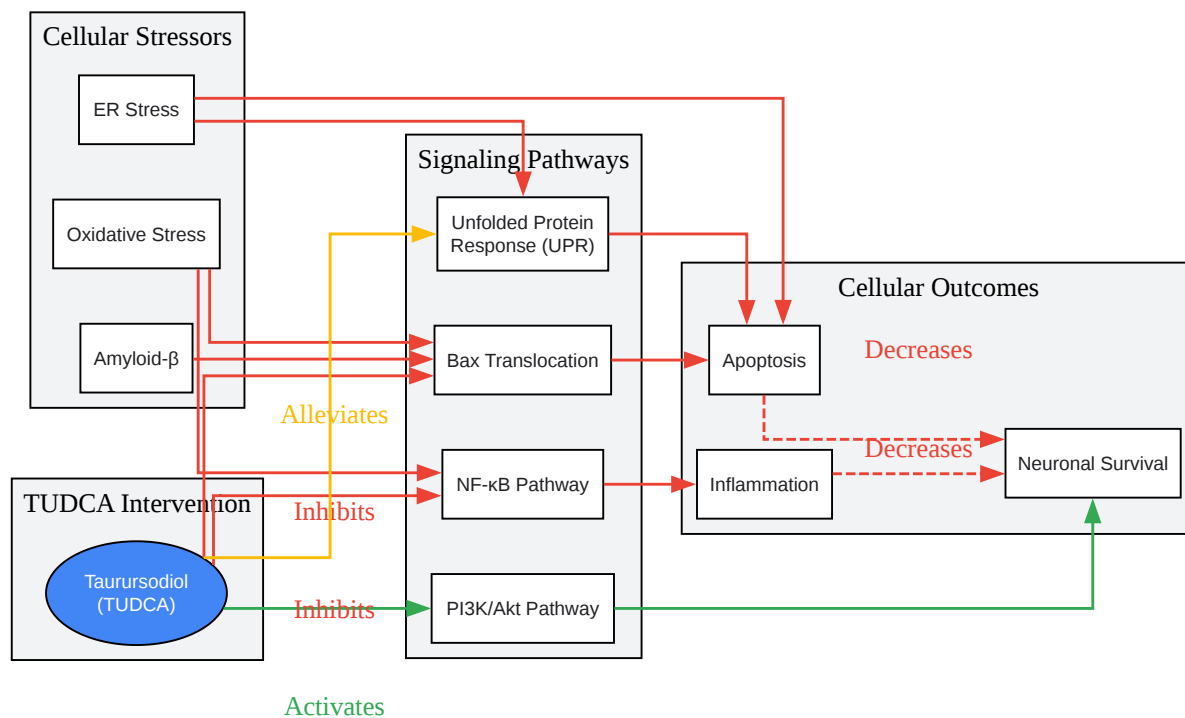 Cellular Stressors
ER Stress
Oxidative Stress
Amyloid-β
TUDCA Intervention
Taurursodiol
(TUDCA)
Alleviates
Inhibits
Inhibits
Activates
Signaling Pathways
Unfolded Protein
Response (UPR)
Bax Translocation
NF-κB Pathway
PI3K/Akt Pathway
Cellular Outcomes
Apoptosis
Decreases
Decreases
Inflammation
Neuronal Survival